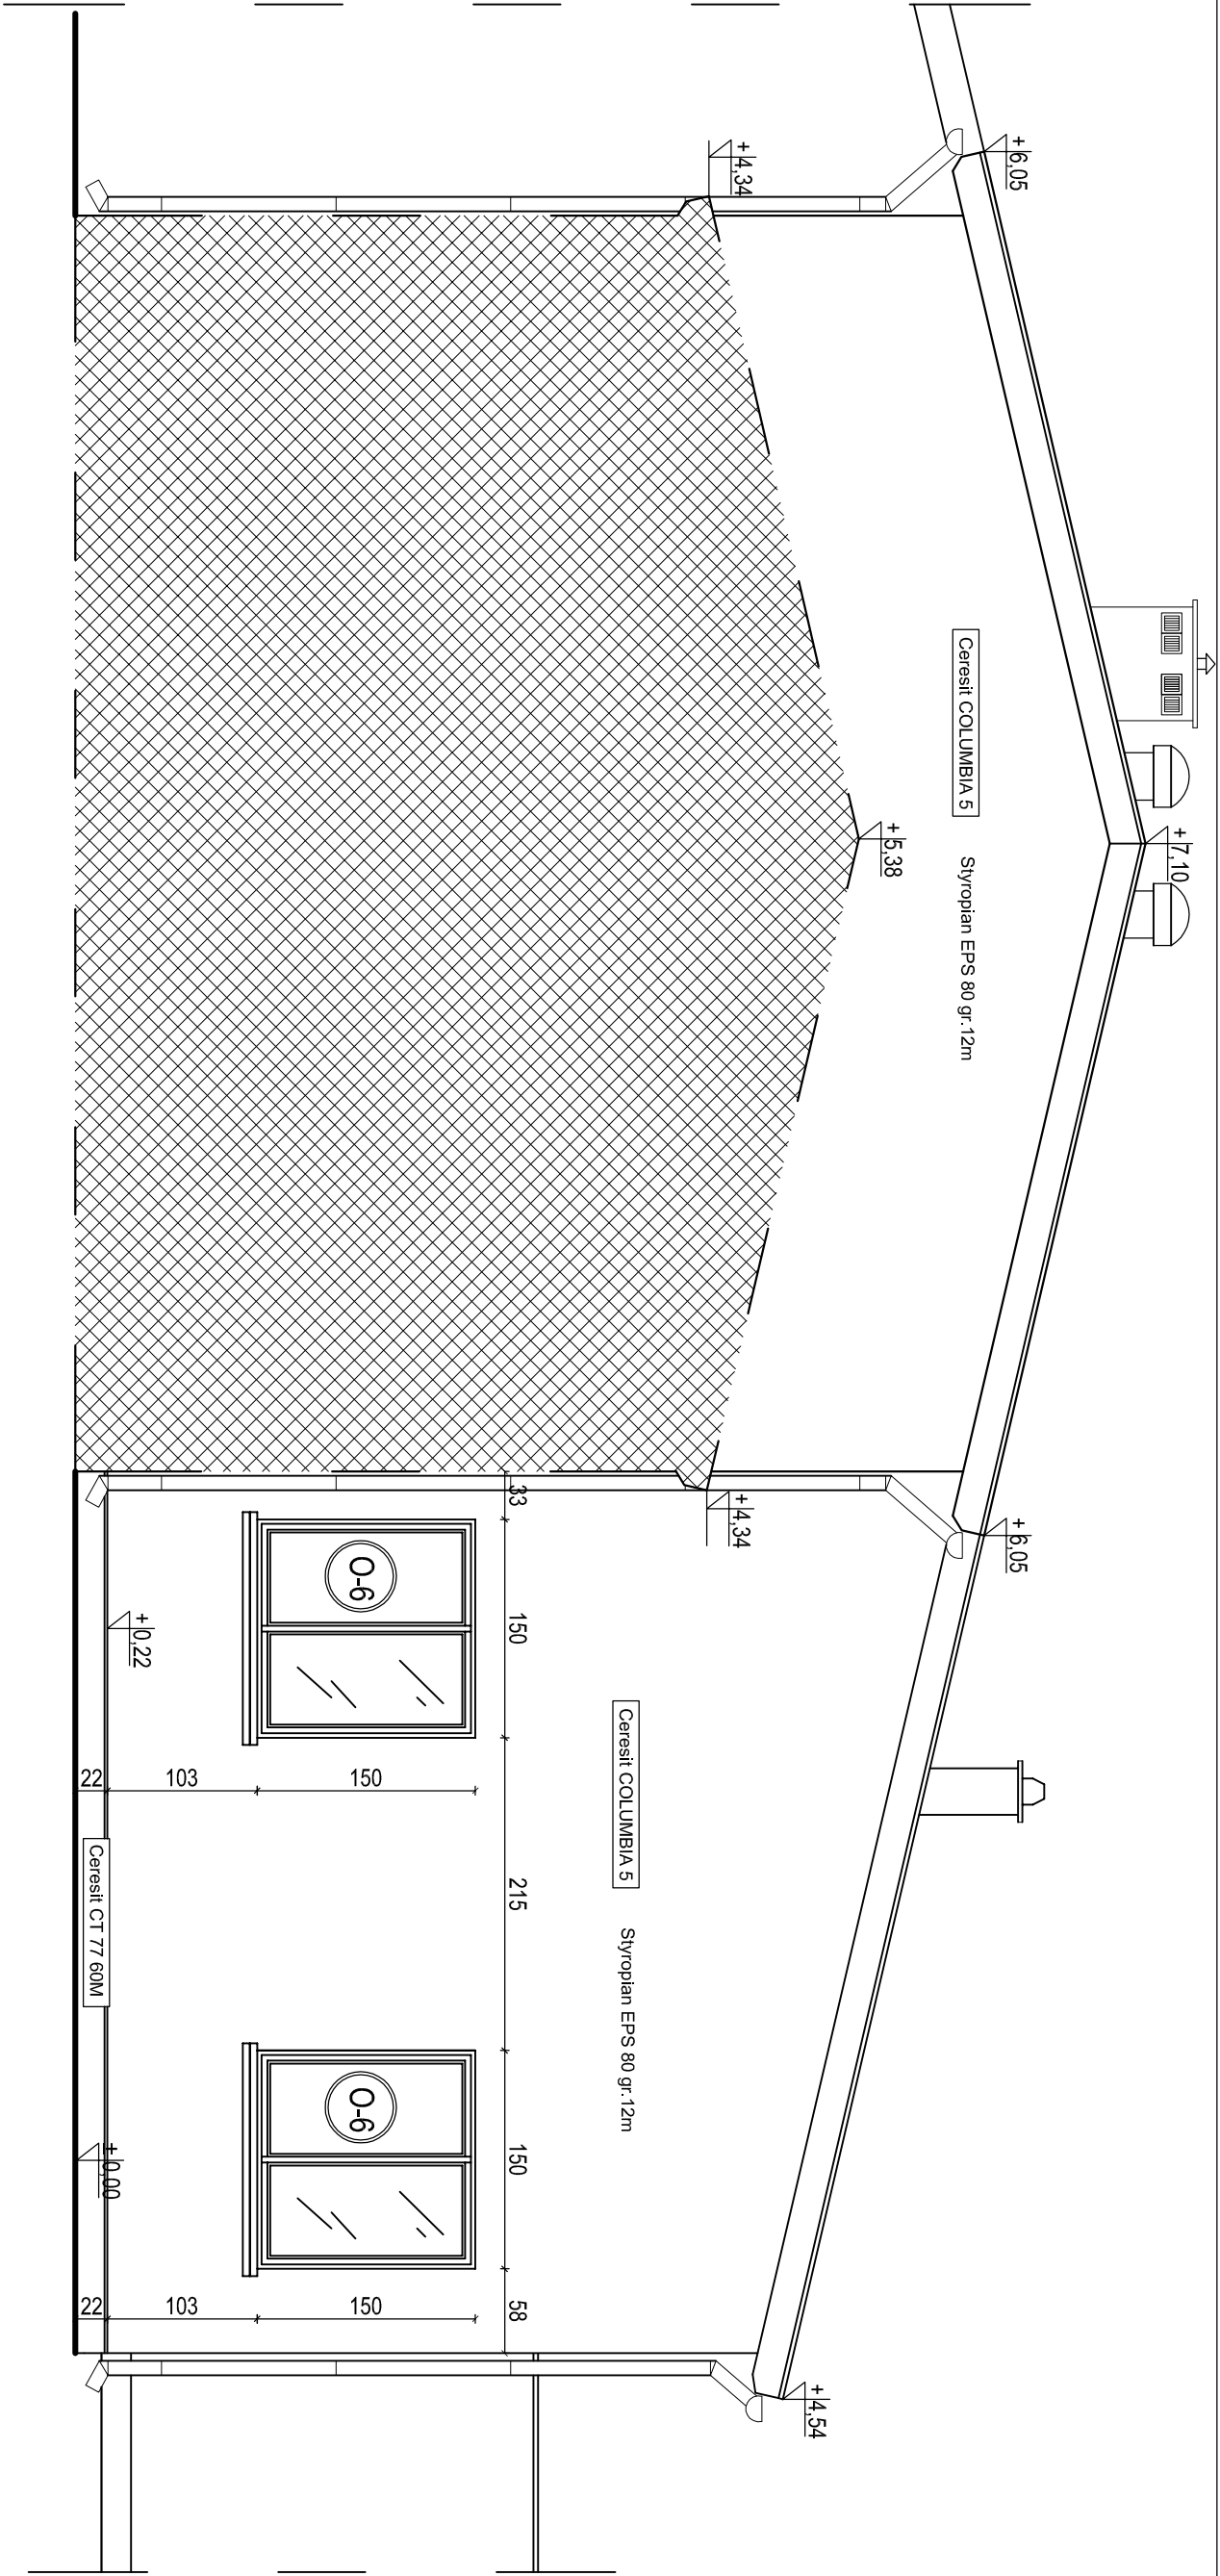 + 7,10
+ 6,05
+ 6,05
Ceresit COLUMBIA 5
Styropian EPS 80 gr.12m
+ 5,38
+ 4,54
+ 4,34
+ 4,34
Ceresit COLUMBIA 5
Styropian EPS 80 gr.12m
33
150
215
150
58
O-6
150
O-6
150
103
103
+ 0,22
± 0,00
22
Ceresit CT 77 60M
22